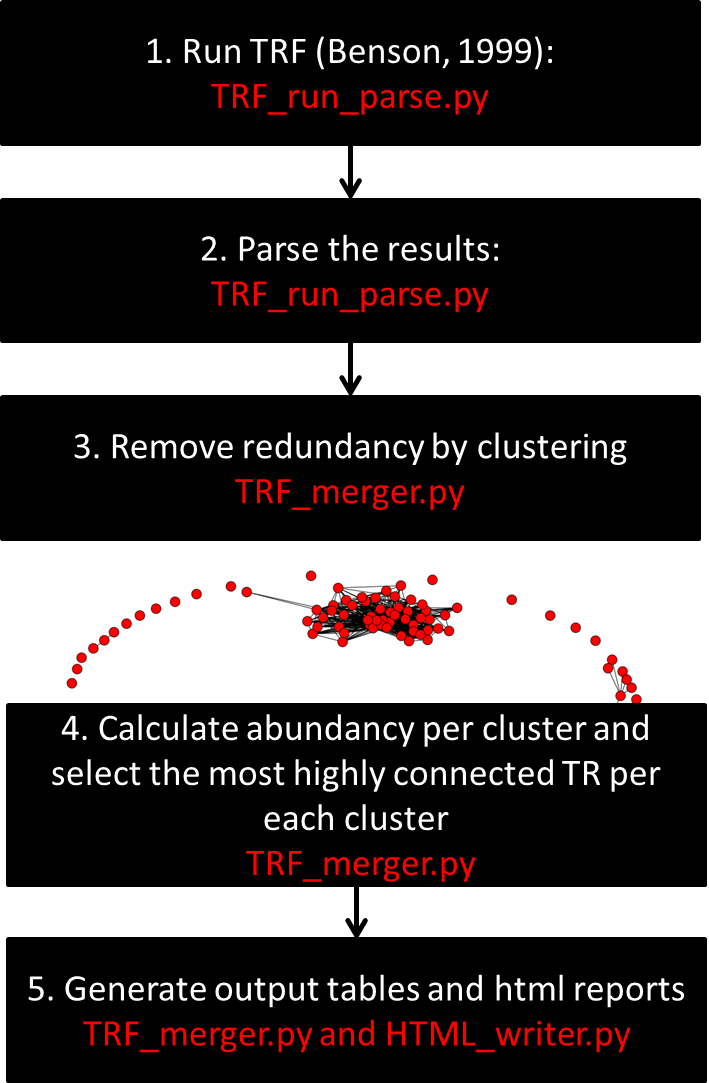 1. Run TRF (Benson, 1999):
TRF_run_parse.py
2. Parse the results:
TRF_run_parse.py
3. Remove redundancy by clustering
TRF_merger.py
4. Calculate abundancy per cluster and
select the most highly connected TR per
each cluster
TRF_merger.py
5. Generate output tables and html reports
TRF_merger.py and HTML_writer.py